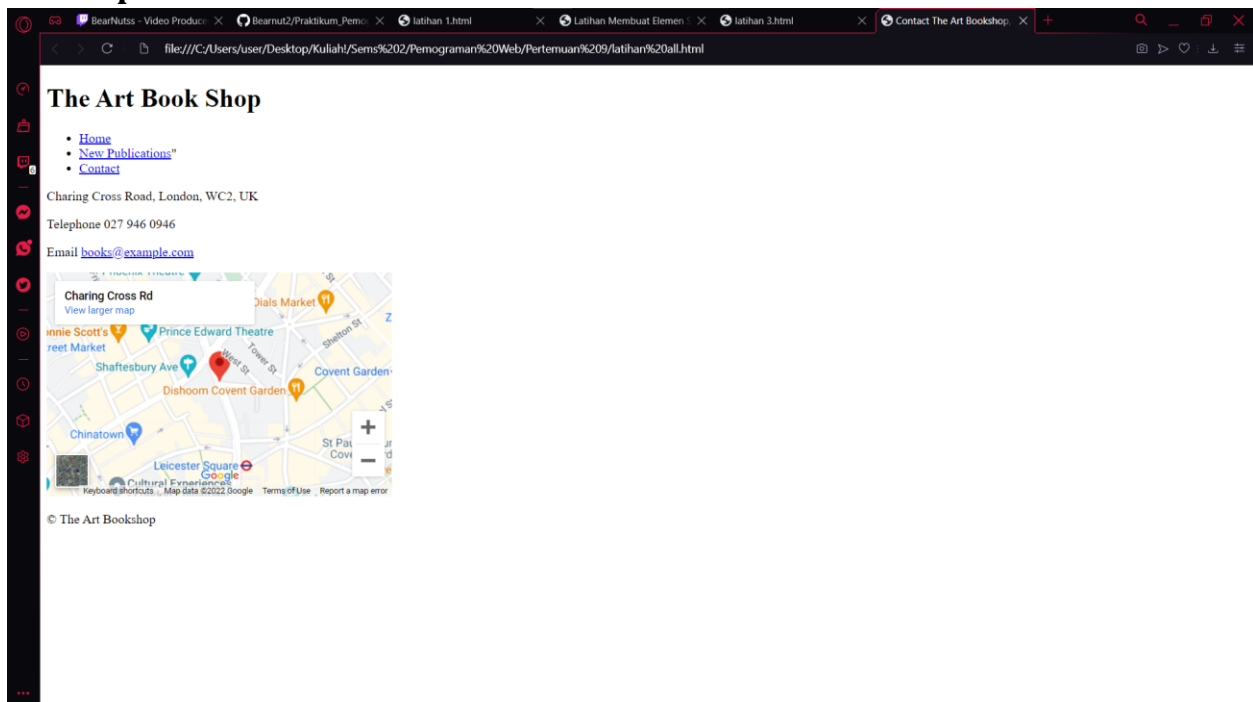 BearNutss - Video Produce
Bearnut2/Praktikum_Pemog
latihan 1.html
Latihan Membuat Elemen S
latihan 3.html
Contact The Art Bookshop,
file:///C:/Users/user/Desktop/Kuliah!/Sems%202/Pemograman%20Web/Pertemuan%209/latihan%20all.html
The Art Book Shop
Home
New Publications"
Contact
Charing Cross Road, London, WC2, UK
Telephone 027 946 0946
Email books@example.com
Charing Cross Rd
View larger map
Dials Market
Z
onnie Scott's
Prince Edward Theatre
Shelton St
reet Market
West St
Tower St
Shaftesbury Ave
Covent Garden
Dishoom Covent Garden
Chinatown
+
St Pau
Cove
−
Leicester Square
Google
Cultural Experiences
Keyboard shortcuts
Map data ©2022 Google
Terms of Use
Report a map error
© The Art Bookshop